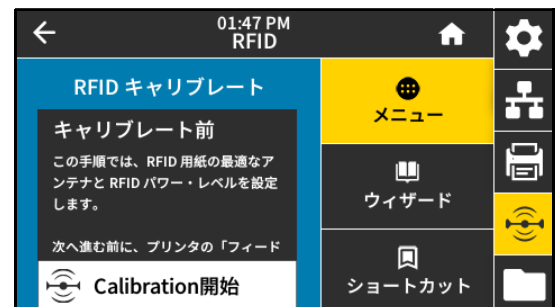 01:47 PM
RFID
RFID キャリブレート
キャリブレート前
この手順では、RFID 用紙の最適なア
ンテナと RFID パワー・レベルを設定
します。
次へ進む前に、プリンタの「フィード
Calibration開始
メニュー
ウィザード
ショートカット